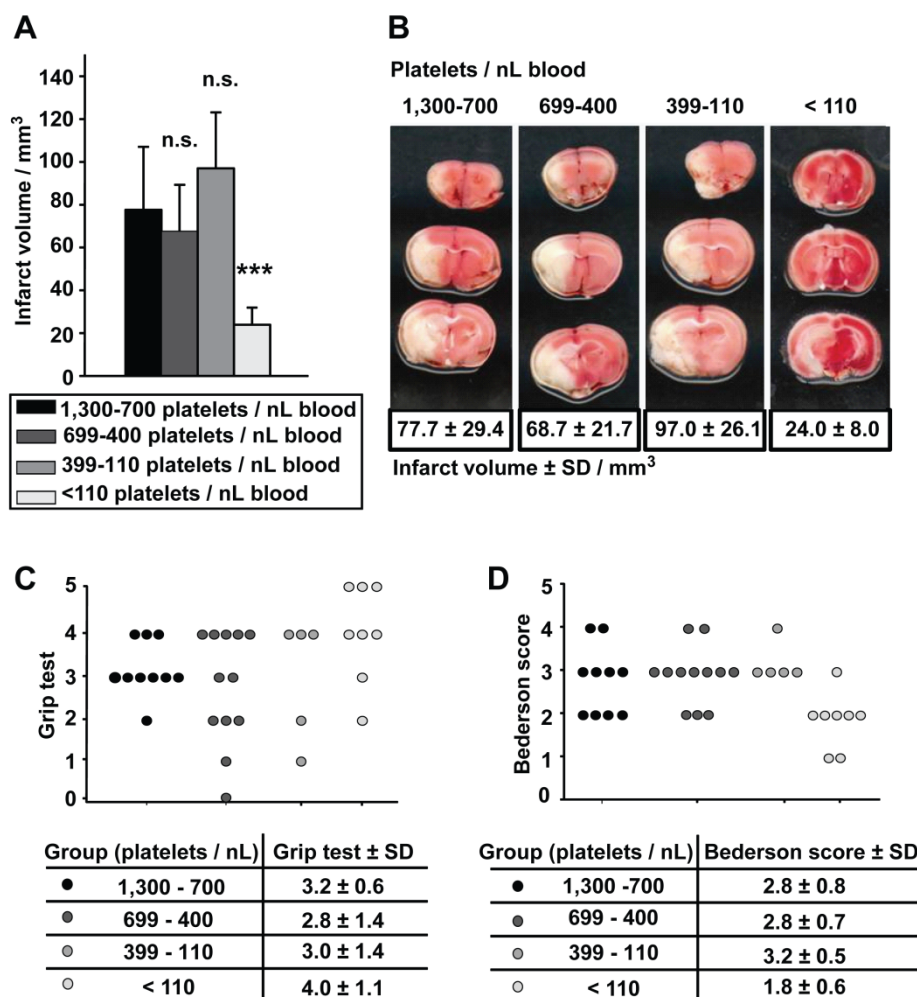 A
Infarct volume / mm³
140
120
100
80
60
40
20
0
n.s.
n.s.
***
1,300-700 platelets / nL blood
699-400 platelets / nL blood
399-110 platelets / nL blood
<110 platelets / nL blood
B
Platelets / nL blood
1,300-700 699-400 399-110 < 110
77.7 ± 29.4 68.7 ± 21.7 97.0 ± 26.1 24.0 ± 8.0
Infarct volume ± SD / mm³
C
Grip test
5
4
3
2
1
0
Group (platelets / nL) Grip test ± SD
1,300 - 700 3.2 ± 0.6
699 - 400 2.8 ± 1.4
399 - 110 3.0 ± 1.4
< 110 4.0 ± 1.1
D
Bederson score
5
4
3
2
1
0
Group (platelets / nL) Bederson score ± SD
1,300 -700 2.8 ± 0.8
699 - 400 2.8 ± 0.7
399 - 110 3.2 ± 0.5
< 110 1.8 ± 0.6